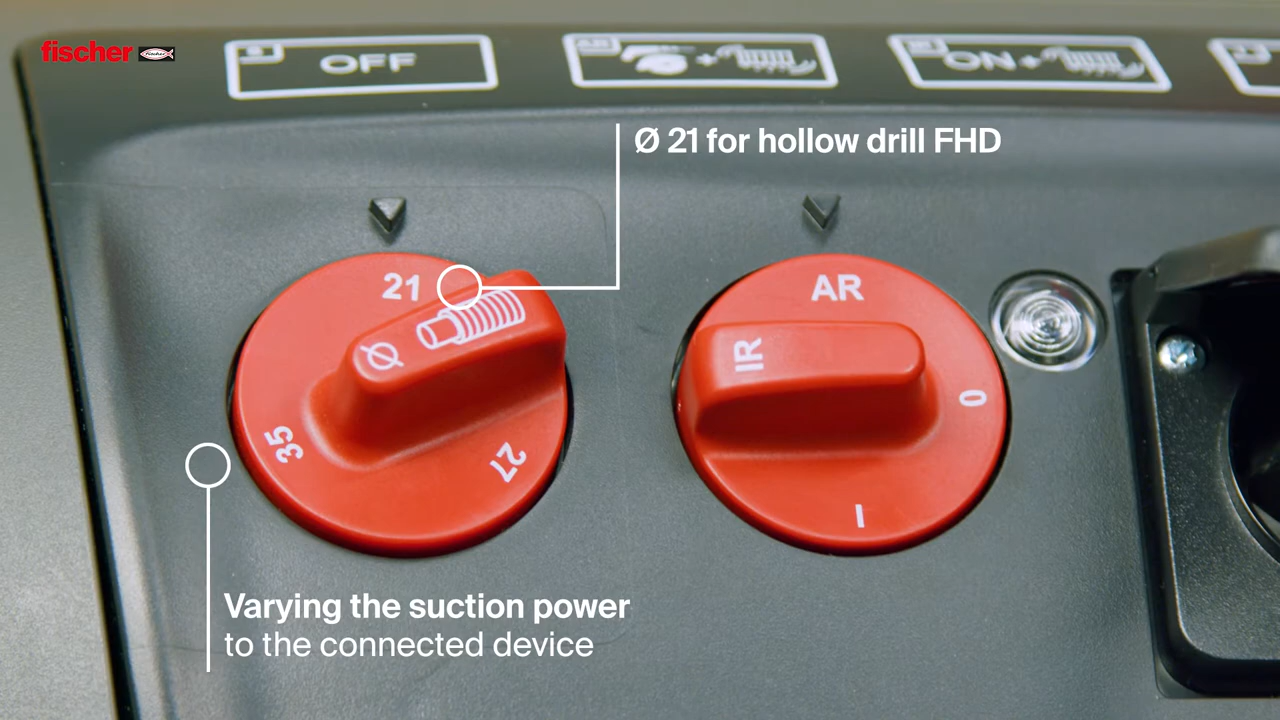 fischer
fischer
OFF
ON+
Ø 21 for hollow drill FHD
21
Ø
35
27
AR
IR
0
I
Varying the suction power
to the connected device